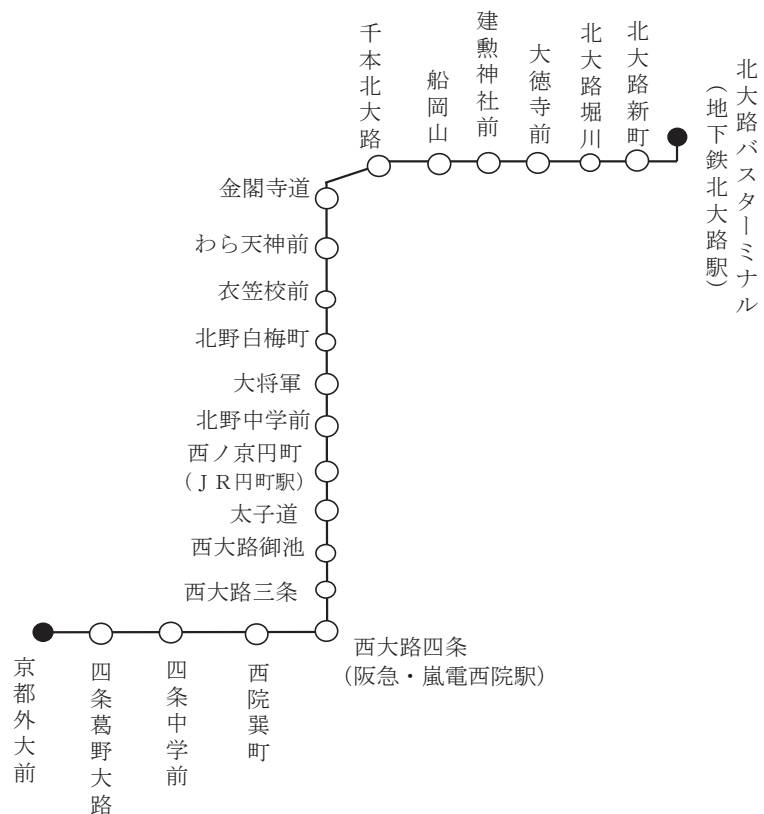 千本北大路
船岡山
建勲神社前
大徳寺前
北大路堀川
北大路新町
北大路バスターミナル
(地下鉄北大路駅)
金閣寺道
わら天神前
衣笠校前
北野白梅町
大将軍
北野中学前
西ノ京円町
(JR円町駅)
太子道
西大路御池
西大路三条
西大路四条
(阪急・嵐電西院駅)
西院巽町
四条中学前
四条葛野大路
京都外大前